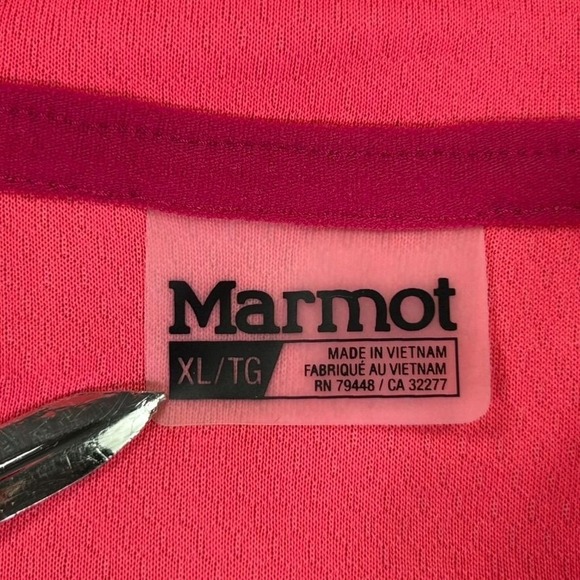 Marmot
XL/TG
MADE IN VIETNAM
FABRIQUÉ AU VIETNAM
RN 79448 / CA 32277